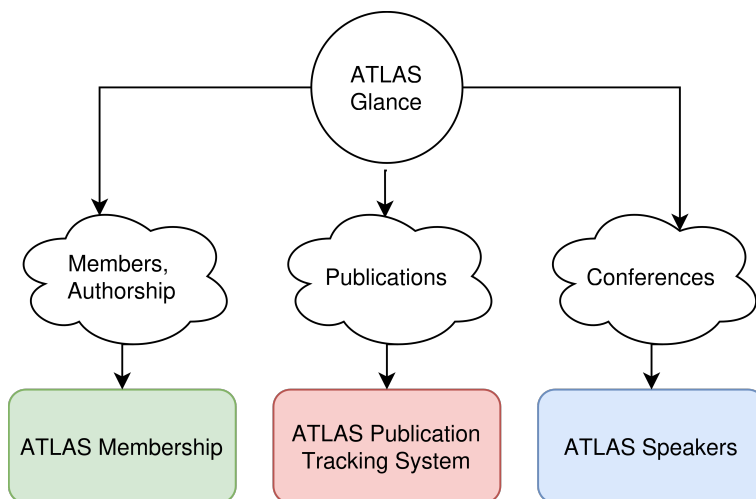 ATLAS
Glance
Members,
Authorship
Publications
Conferences
ATLAS Membership
ATLAS Publication
Tracking System
ATLAS Speakers